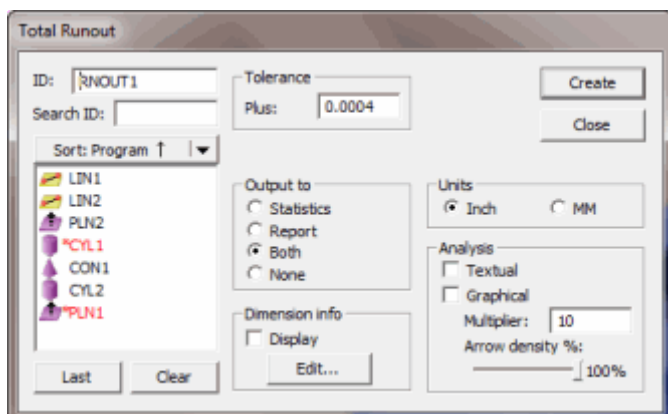 Total Runout
ID: RNOUT1
Search ID:
Sort: Program ↑
LIN1
LIN2
PLN2
*CYL1
CON1
CYL2
*PLN1
Last
Clear
Tolerance
Plus: 0.0004
Output to
Statistics
Report
Both
None
Dimension info
Display
Edit...
Create
Close
Units
Inch
MM
Analysis
Textual
Graphical
Multiplier: 10
Arrow density %:
100%